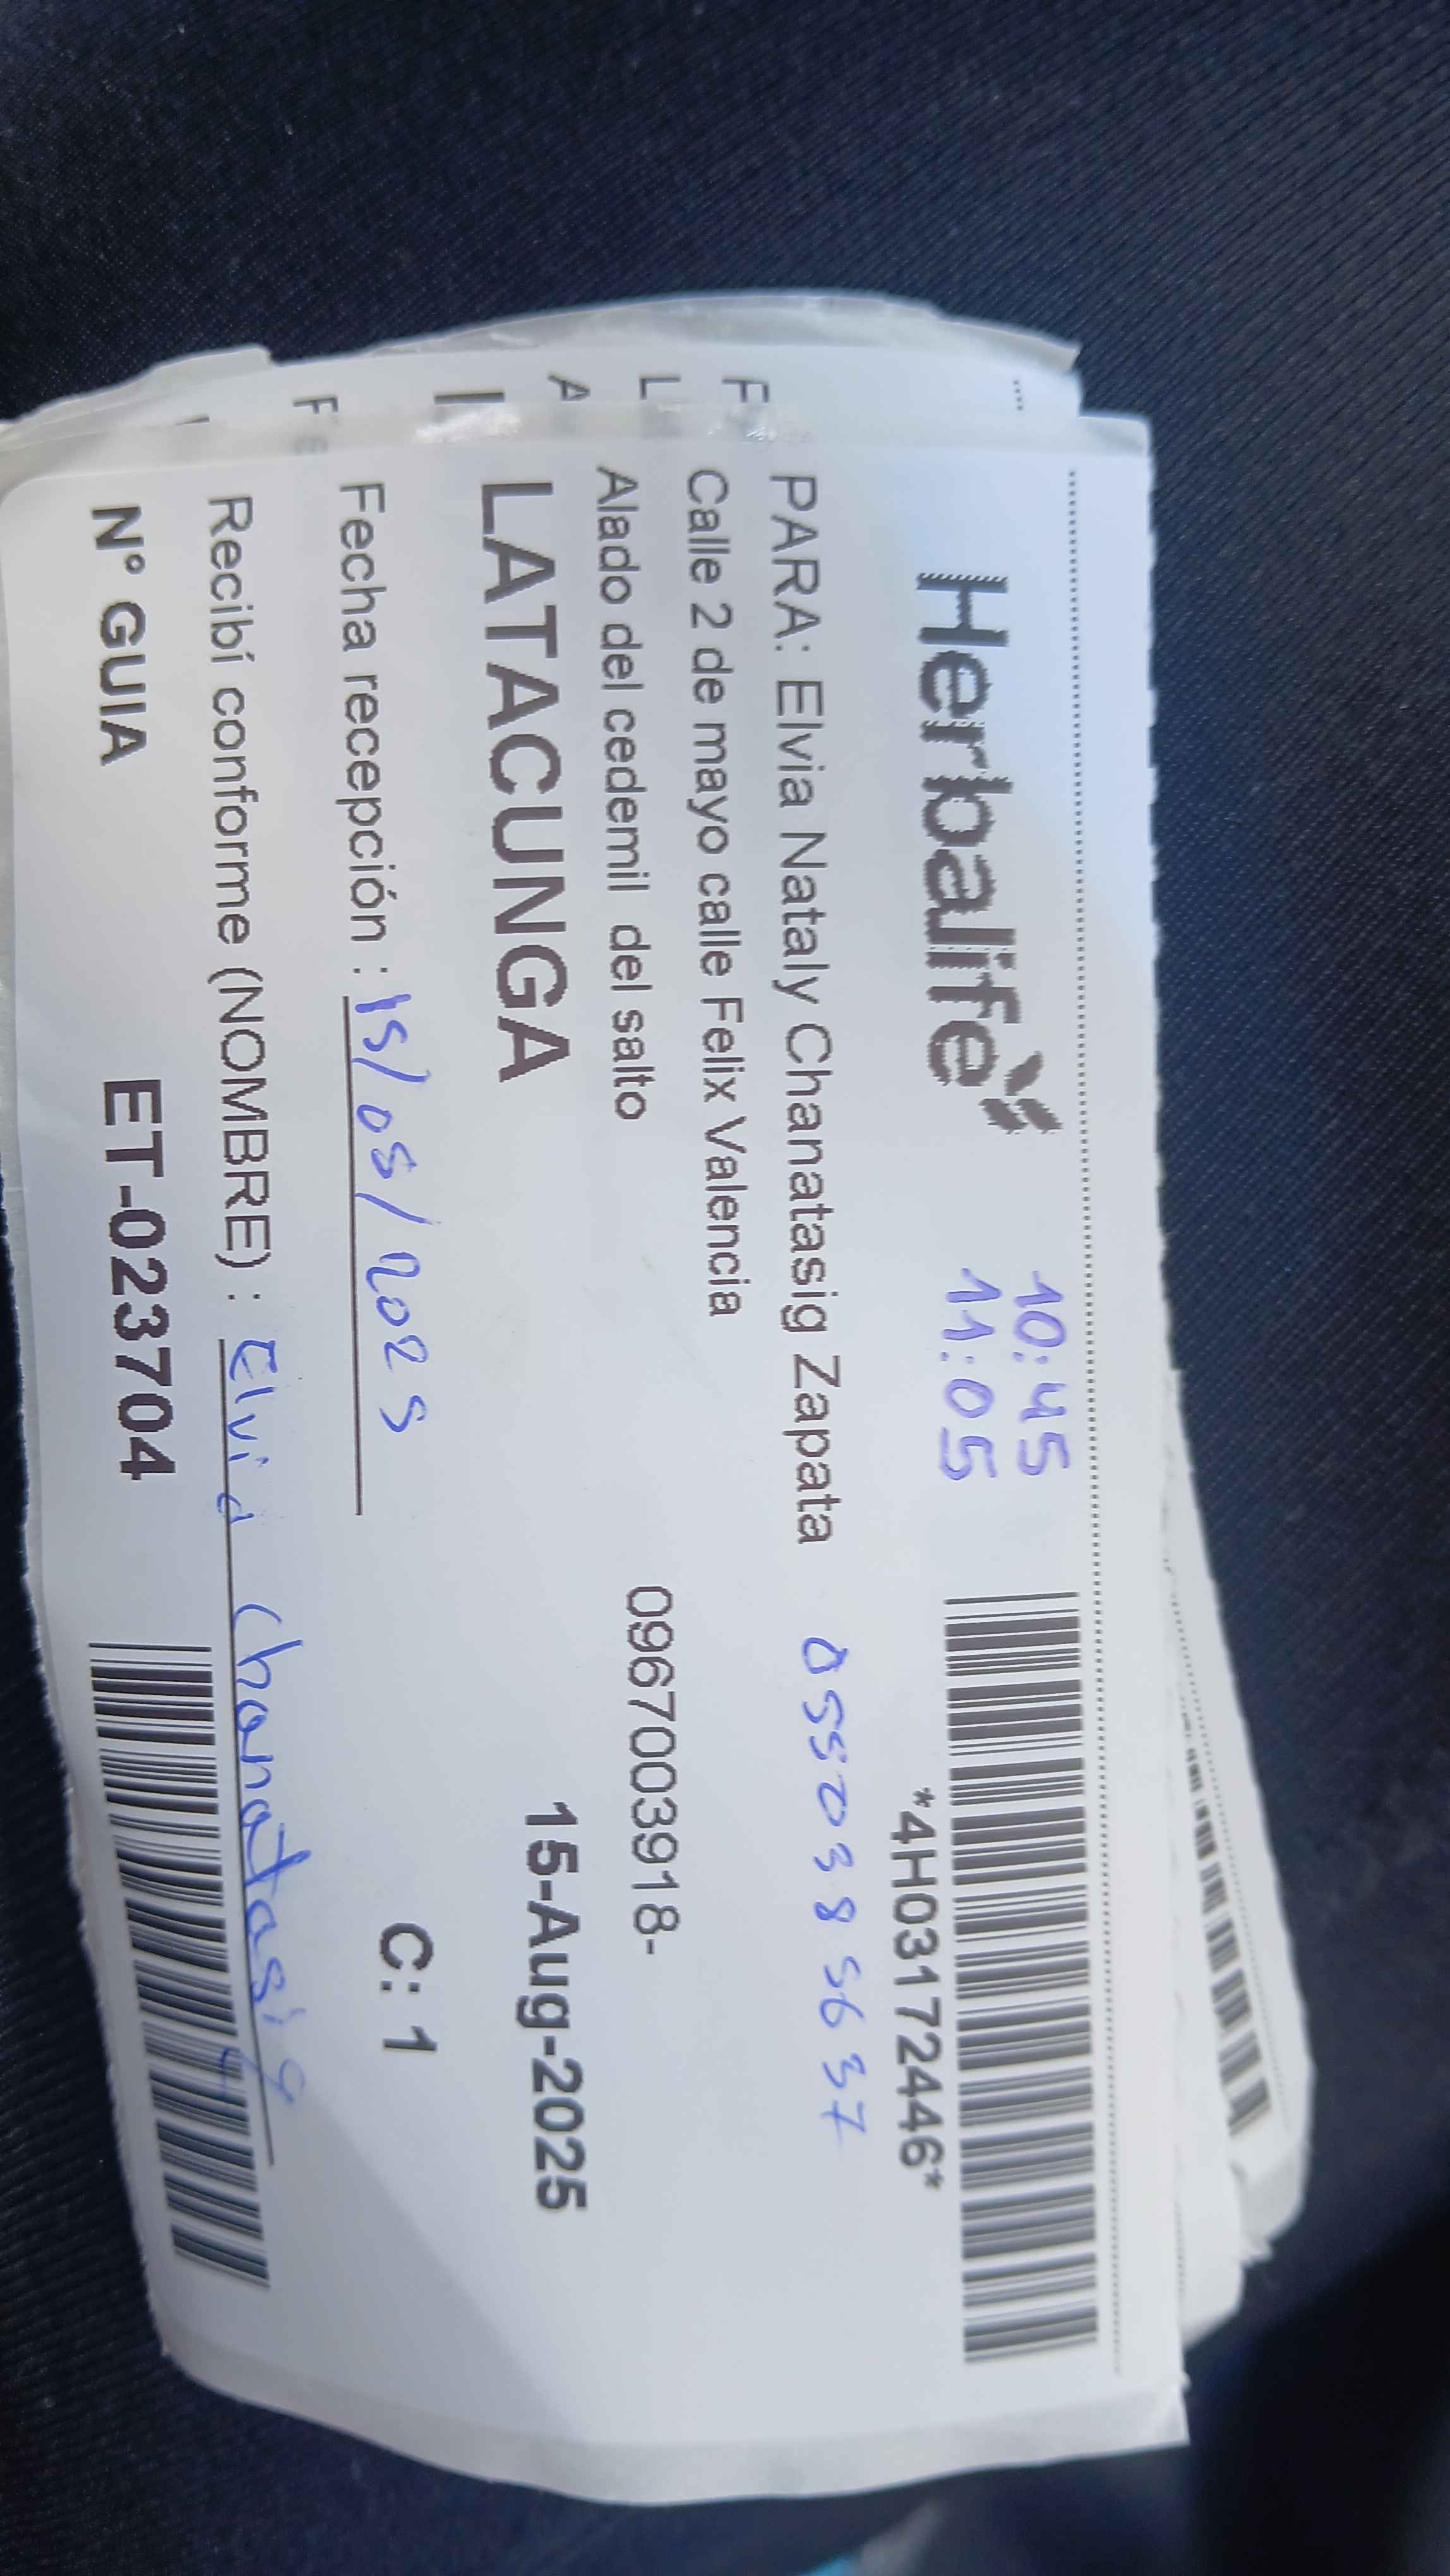 Herbalife
10:45
11:05
*4H03172446*
PARA: Elvia Nataly Chanatasig Zapata 0550385637
Calle 2 de mayo calle Felix Valencia
Alado del cedemil del salto 0967003918-
LATACUNGA 15-Aug-2025
C: 1
Fecha recepción : 15/08/2025
Recibí conforme (NOMBRE) : Elvia Chanatasig
N° GUIA ET-023704
F
L
A
F